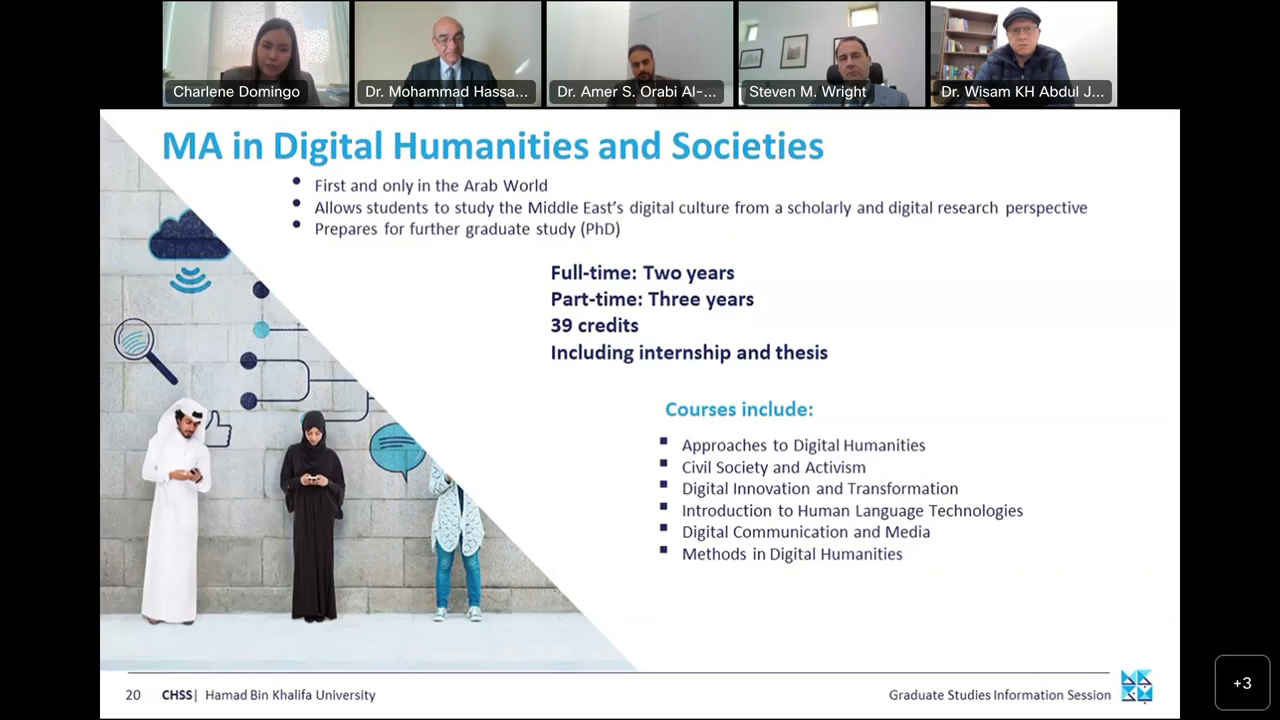 Charlene Domingo
Dr. Mohammad Hassa...
Dr. Amer S. Orabi Al-...
Steven M. Wright
Dr. Wisam KH Abdul J...
MA in Digital Humanities and Societies
• First and only in the Arab World
• Allows students to study the Middle East's digital culture from a scholarly and digital research perspective
• Prepares for further graduate study (PhD)
Full-time: Two years
Part-time: Three years
39 credits
Including internship and thesis
Courses include:
▪ Approaches to Digital Humanities
▪ Civil Society and Activism
▪ Digital Innovation and Transformation
▪ Introduction to Human Language Technologies
▪ Digital Communication and Media
▪ Methods in Digital Humanities
20 CHSS| Hamad Bin Khalifa University
Graduate Studies Information Session
+3